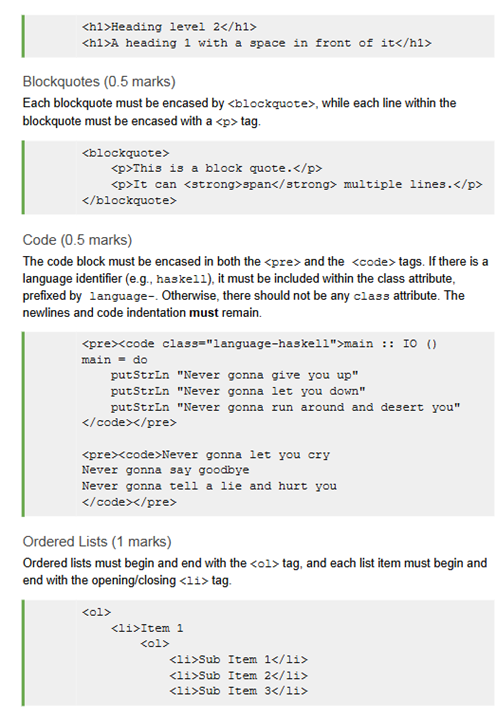 <h1>Heading level 2</h1>
<h1>A heading 1 with a space in front of it</h1>
Blockquotes (0.5 marks)
Each blockquote must be encased by <blockquote>, while each line within the
blockquote must be encased with a <p> tag.
<blockquote>
    <p>This is a block quote.</p>
    <p>It can <strong>span</strong> multiple lines.</p>
</blockquote>
Code (0.5 marks)
The code block must be encased in both the <pre> and the <code> tags. If there is a
language identifier (e.g., haskell), it must be included within the class attribute,
prefixed by language-. Otherwise, there should not be any class attribute. The
newlines and code indentation must remain.
<pre><code class="language-haskell">main :: IO ()
main = do
    putStrLn "Never gonna give you up"
    putStrLn "Never gonna let you down"
    putStrLn "Never gonna run around and desert you"
</code></pre>
<pre><code>Never gonna let you cry
Never gonna say goodbye
Never gonna tell a lie and hurt you
</code></pre>
Ordered Lists (1 marks)
Ordered lists must begin and end with the <ol> tag, and each list item must begin and
end with the opening/closing <li> tag.
<ol>
    <li>Item 1
        <ol>
            <li>Sub Item 1</li>
            <li>Sub Item 2</li>
            <li>Sub Item 3</li>